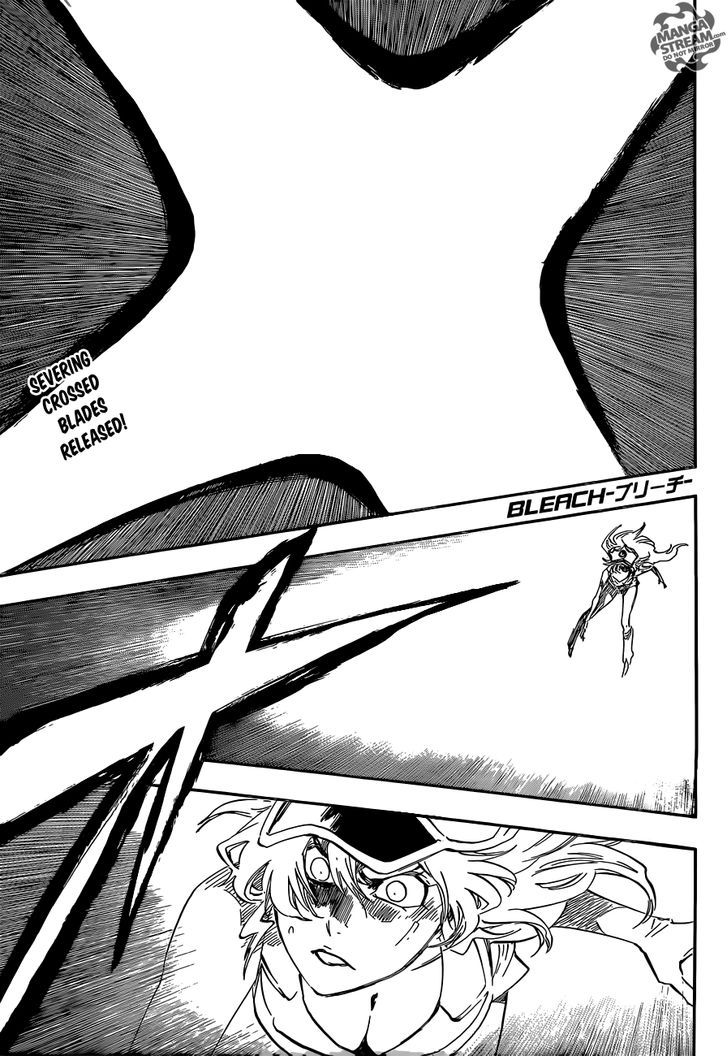 MANGA
STREAM.com
DO NOT MIRROR
SEVERING
CROSSED
BLADES
RELEASED!
BLEACH-ブリーチ-